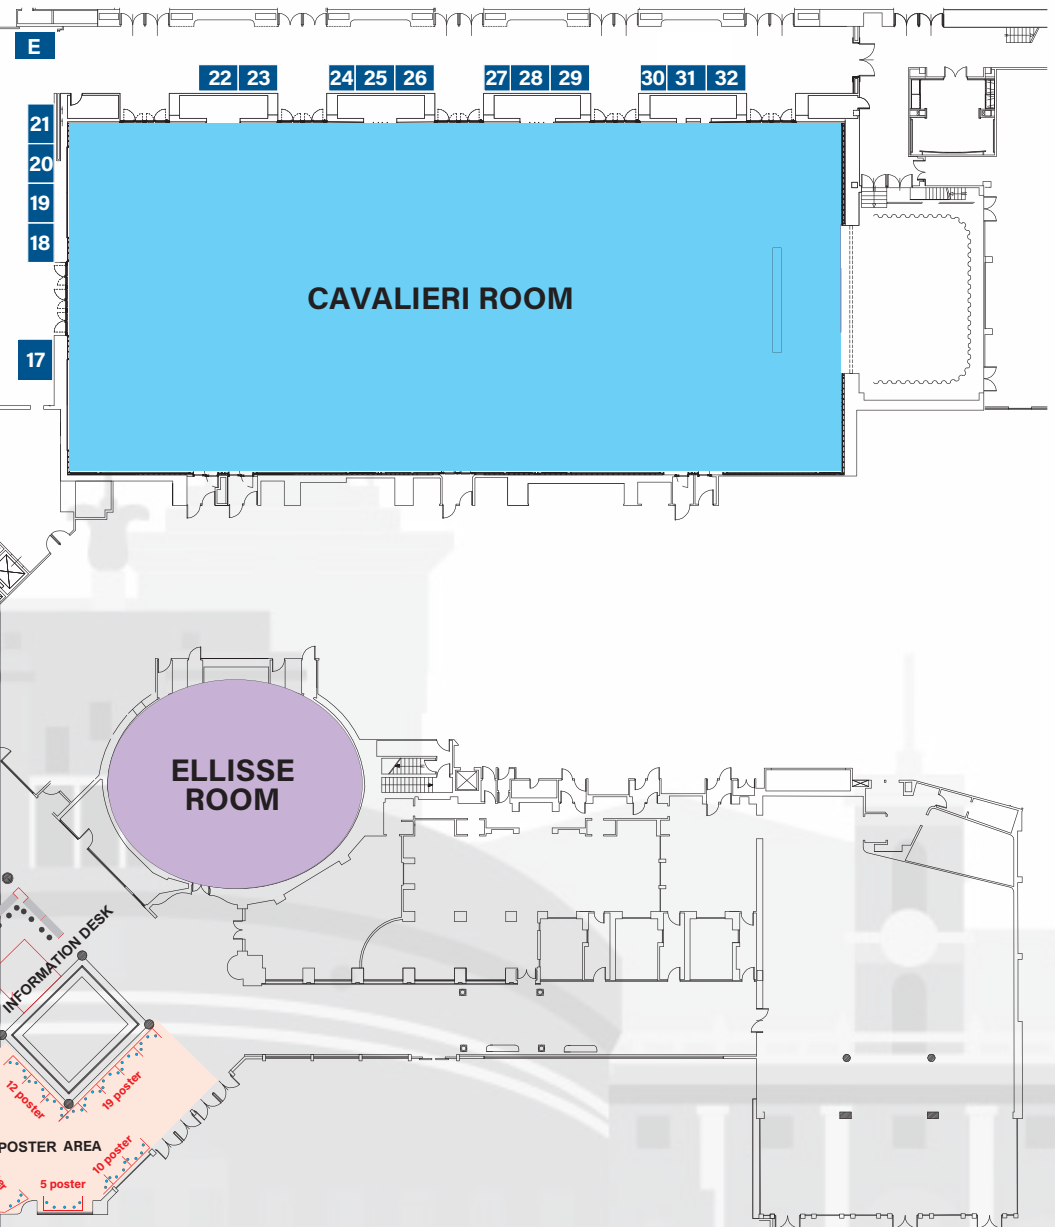 E
22 23 24 25 26 27 28 29 30 31 32
21
20
19
18
CAVALIERI ROOM
17
ELLISSE
ROOM
INFORMATION DESK
12 poster
19 poster
POSTER AREA
10 poster
5 poster